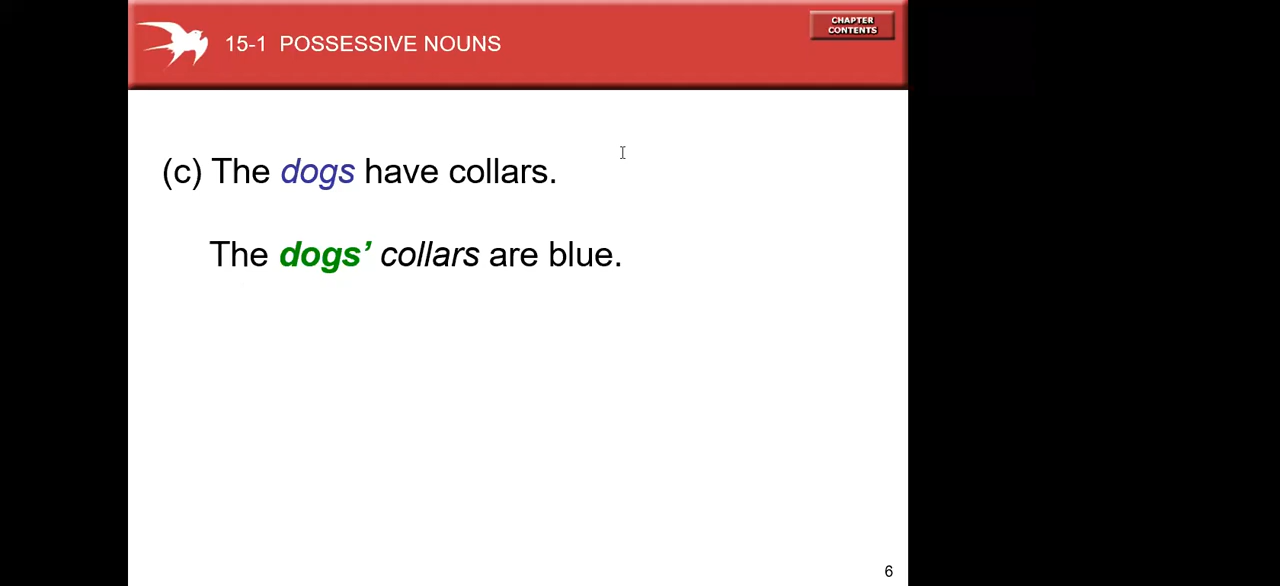 CHAPTER
CONTENTS
15-1 POSSESSIVE NOUNS
(c) The dogs have collars.
The dogs’ collars are blue.
6